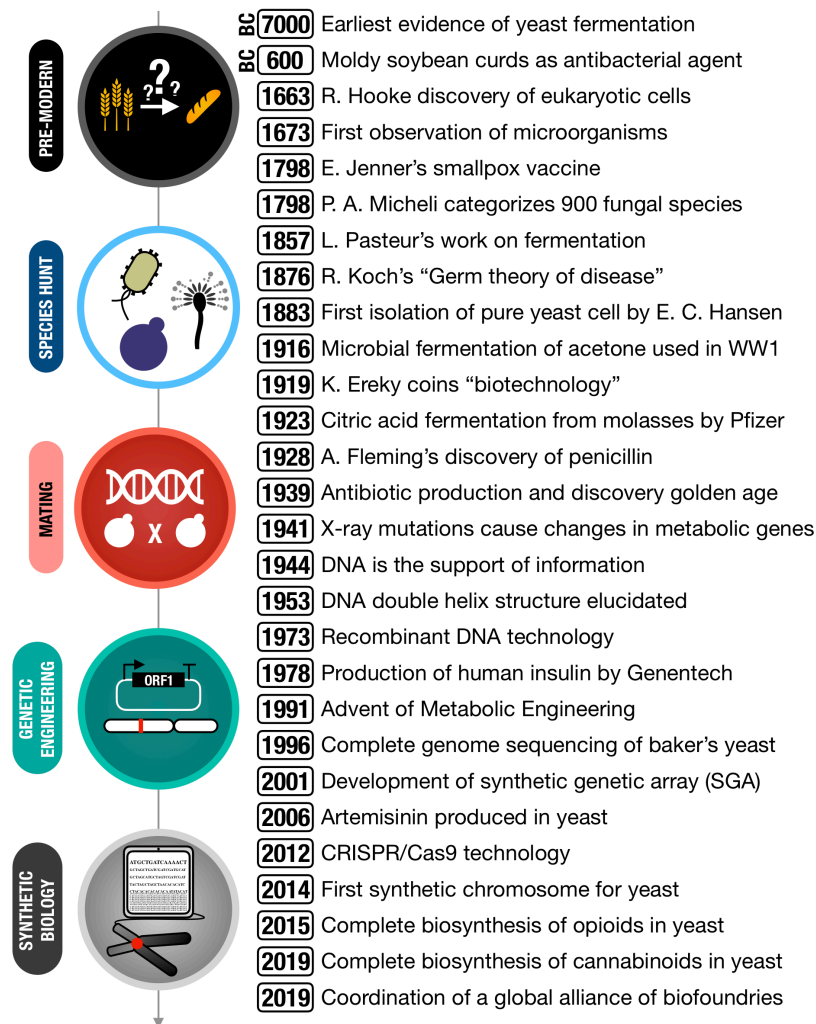 BC 7000 Earliest evidence of yeast fermentation
BC 600 Moldy soybean curds as antibacterial agent
1663 R. Hooke discovery of eukaryotic cells
1673 First observation of microorganisms
1798 E. Jenner’s smallpox vaccine
1798 P. A. Micheli categorizes 900 fungal species
PRE-MODERN
? ? ?
1857 L. Pasteur’s work on fermentation
1876 R. Koch’s “Germ theory of disease”
1883 First isolation of pure yeast cell by E. C. Hansen
1916 Microbial fermentation of acetone used in WW1
1919 K. Ereky coins “biotechnology”
SPECIES HUNT
1923 Citric acid fermentation from molasses by Pfizer
1928 A. Fleming’s discovery of penicillin
1939 Antibiotic production and discovery golden age
1941 X-ray mutations cause changes in metabolic genes
1944 DNA is the support of information
1953 DNA double helix structure elucidated
MATING
X
1973 Recombinant DNA technology
1978 Production of human insulin by Genentech
1991 Advent of Metabolic Engineering
1996 Complete genome sequencing of baker’s yeast
2001 Development of synthetic genetic array (SGA)
GENETIC
ENGINEERING
ORF1
2006 Artemisinin produced in yeast
2012 CRISPR/Cas9 technology
2014 First synthetic chromosome for yeast
2015 Complete biosynthesis of opioids in yeast
2019 Complete biosynthesis of cannabinoids in yeast
2019 Coordination of a global alliance of biofoundries
SYNTHETIC
BIOLOGY
ATGCTGATCAAAACT